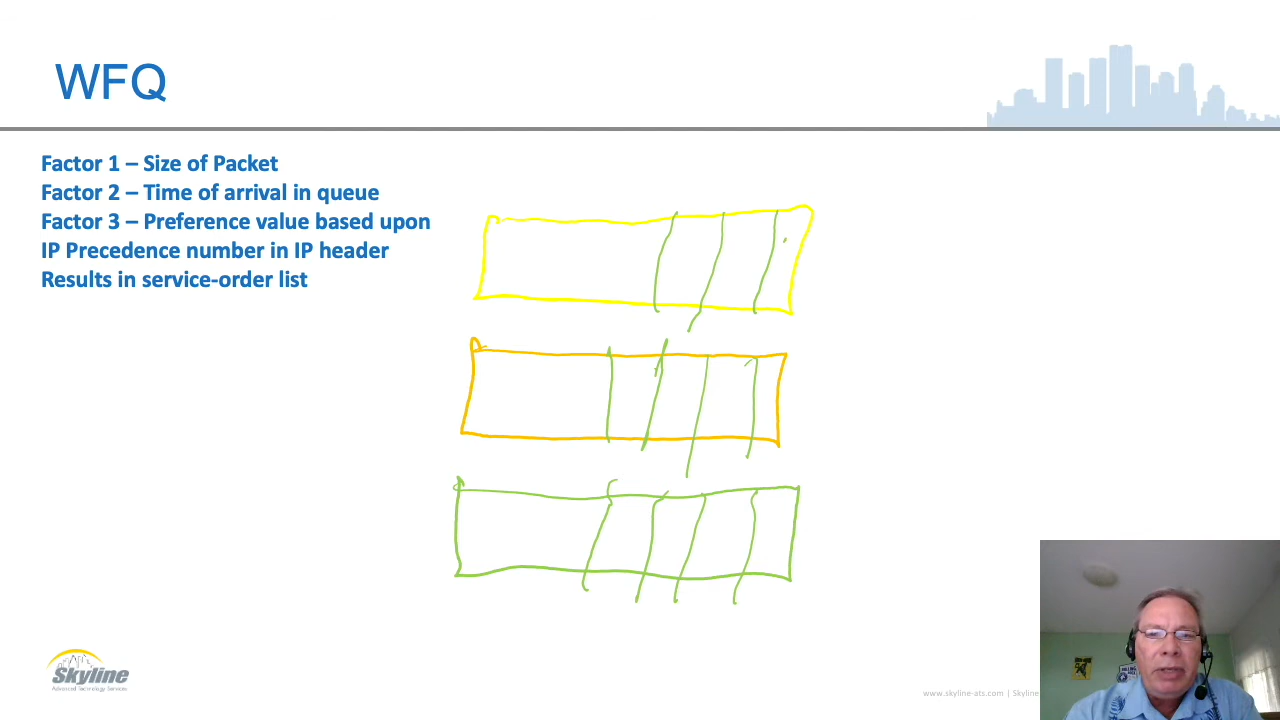 WFQ
Factor 1 – Size of Packet
Factor 2 – Time of arrival in queue
Factor 3 – Preference value based upon
IP Precedence number in IP header
Results in service-order list
Skyline
Advanced Technology Services
www.skyline-ats.com | Skyline